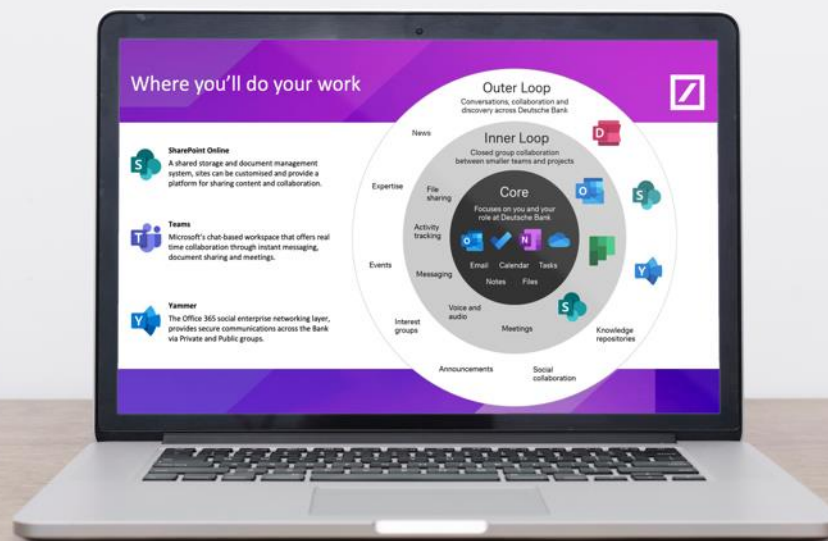 Where you'll do your work
SharePoint Online
A shared storage and document management
system, sites can be customised and provide a
platform for sharing content and collaboration.
Teams
Microsoft's chat-based workspace that offers real
time collaboration through instant messaging,
document sharing and meetings.
Yammer
The Office 365 social enterprise networking layer,
provides secure communications across the Bank
via Private and Public groups.
Outer Loop
Conversations, collaboration and
discovery across Deutsche Bank
News
Expertise
Events
Interest
groups
Announcements
Social
collaboration
Knowledge
repositories
Inner Loop
Closed group collaboration
between smaller teams and projects
File
sharing
Activity
tracking
Messaging
Voice and
audio
Meetings
Core
Focuses on you and your
role at Deutsche Bank
Email Calendar Tasks
Notes Files
S
T
Y
D
O
S
Y
O
N
S